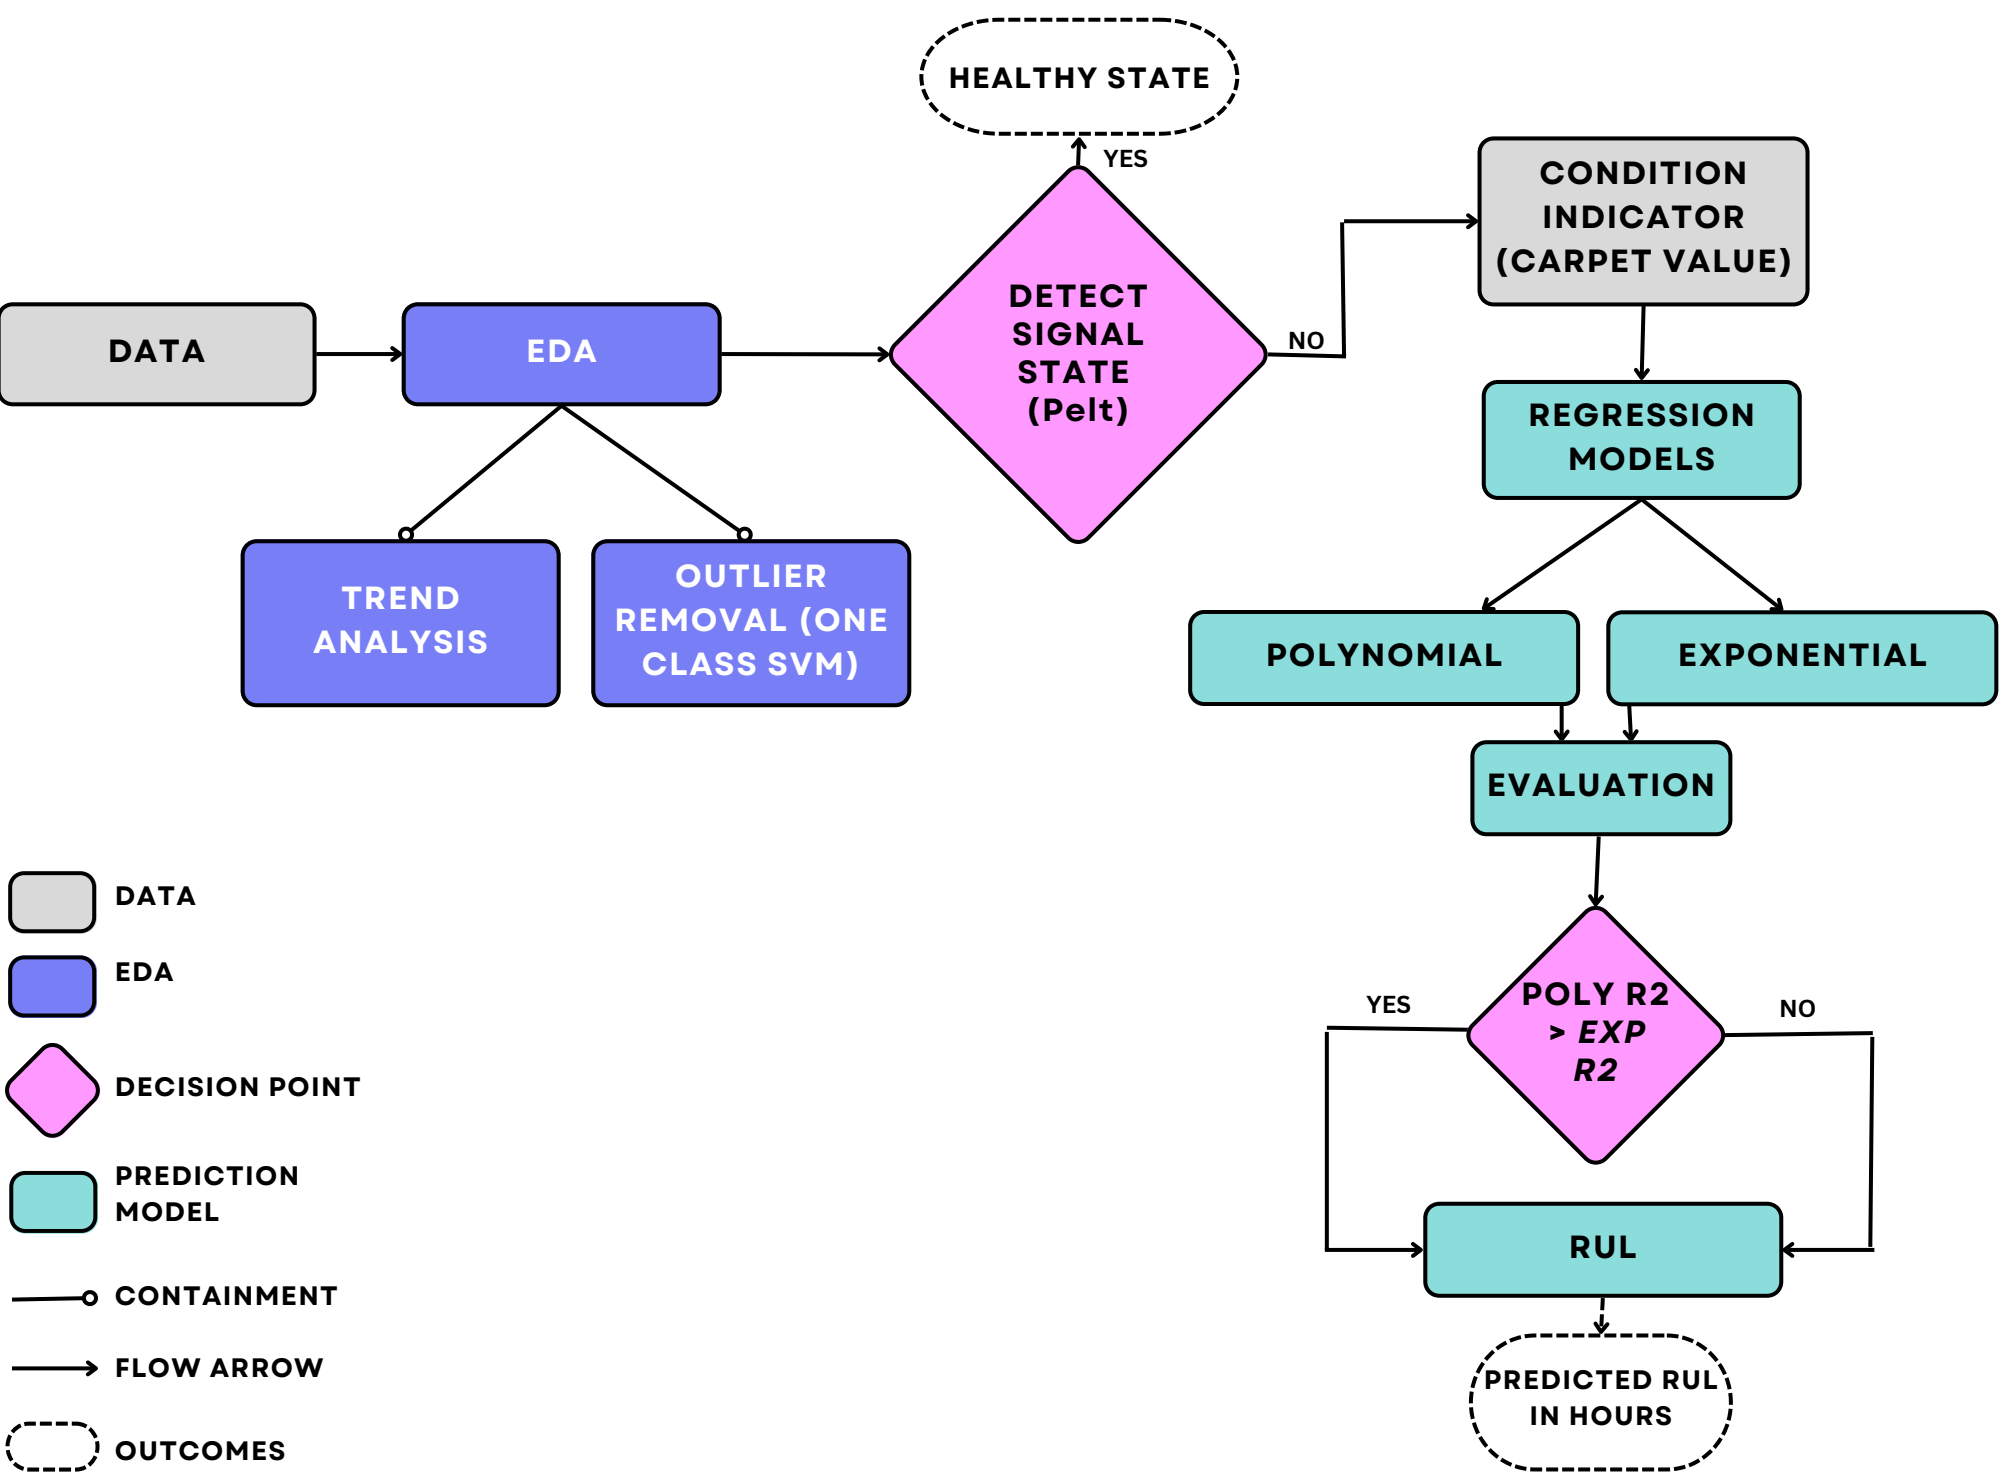 HEALTHY STATE
YES
CONDITION
INDICATOR
(CARPET VALUE)
DATA
EDA
DETECT
SIGNAL
STATE
(Pelt)
NO
REGRESSION
MODELS
TREND
ANALYSIS
OUTLIER
REMOVAL (ONE
CLASS SVM)
POLYNOMIAL
EXPONENTIAL
EVALUATION
POLY R2
> EXP
R2
YES
NO
RUL
PREDICTED RUL
IN HOURS
DATA
EDA
DECISION POINT
PREDICTION
MODEL
CONTAINMENT
FLOW ARROW
OUTCOMES